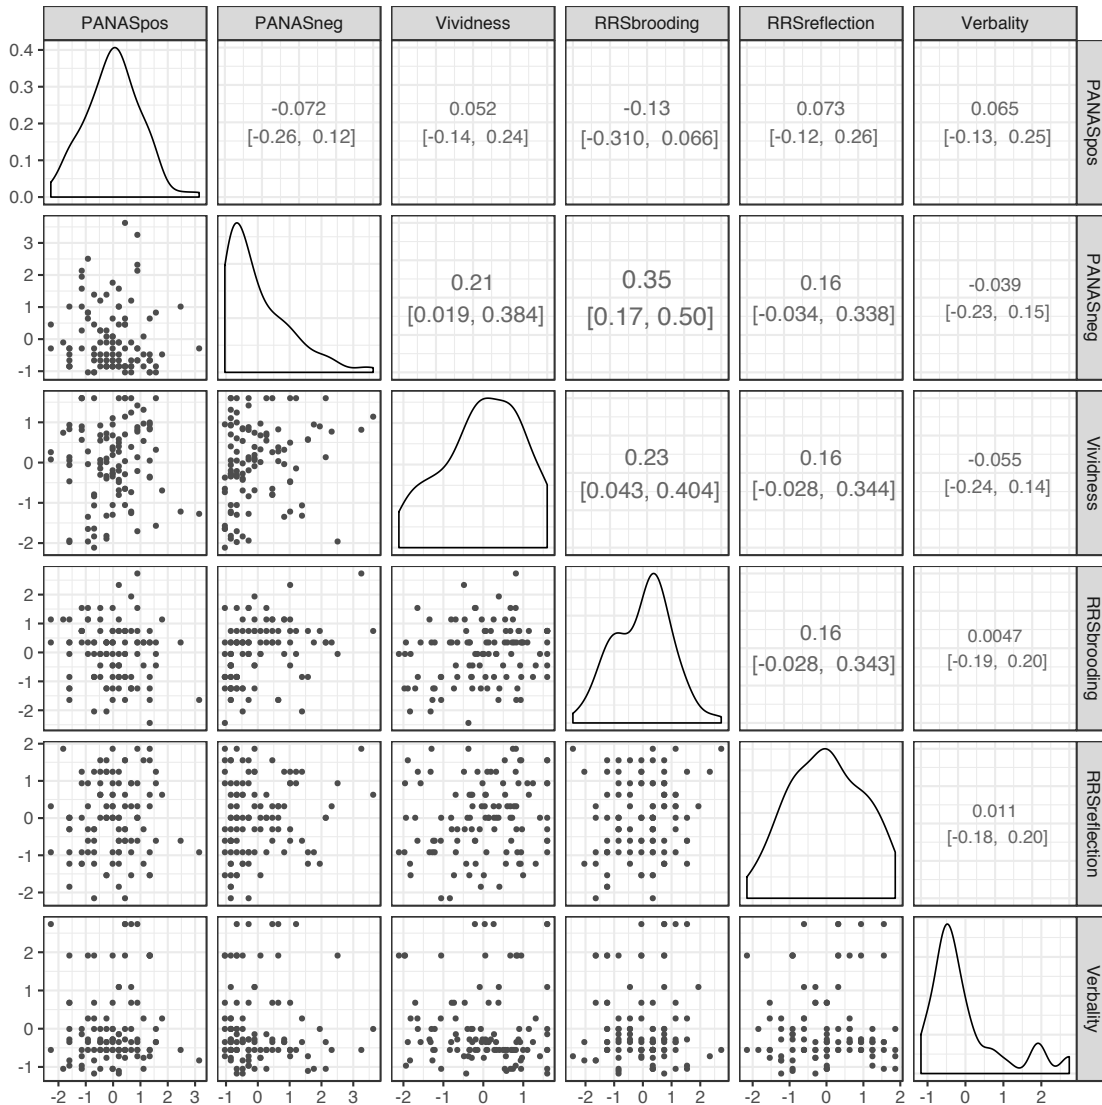 PANASpos PANASneg Vividness RRSbrooding RRSreflection Verbality
0.4
0.3
0.2
0.1
0.0
-0.072 0.052 -0.13 0.073 0.065
[-0.26, 0.12] [-0.14, 0.24] [-0.310, 0.066] [-0.12, 0.26] [-0.13, 0.25]
PANASpos
3
2
1
0
-1
0.21 0.35 0.16 -0.039
[0.019, 0.384] [0.17, 0.50] [-0.034, 0.338] [-0.23, 0.15]
PANASneg
1
0
-1
-2
0.23 0.16 -0.055
[0.043, 0.404] [-0.028, 0.344] [-0.24, 0.14]
Vividness
2
1
0
-1
-2
0.16 0.0047
[-0.028, 0.343] [-0.19, 0.20]
RRSbrooding
2
1
0
-1
-2
0.011
[-0.18, 0.20]
RRSreflection
2
1
0
-1
Verbality
-2 -1 0 1 2 3 -1 0 1 2 3 -2 -1 0 1 -2 -1 0 1 2 -2 -1 0 1 2 -1 0 1 2